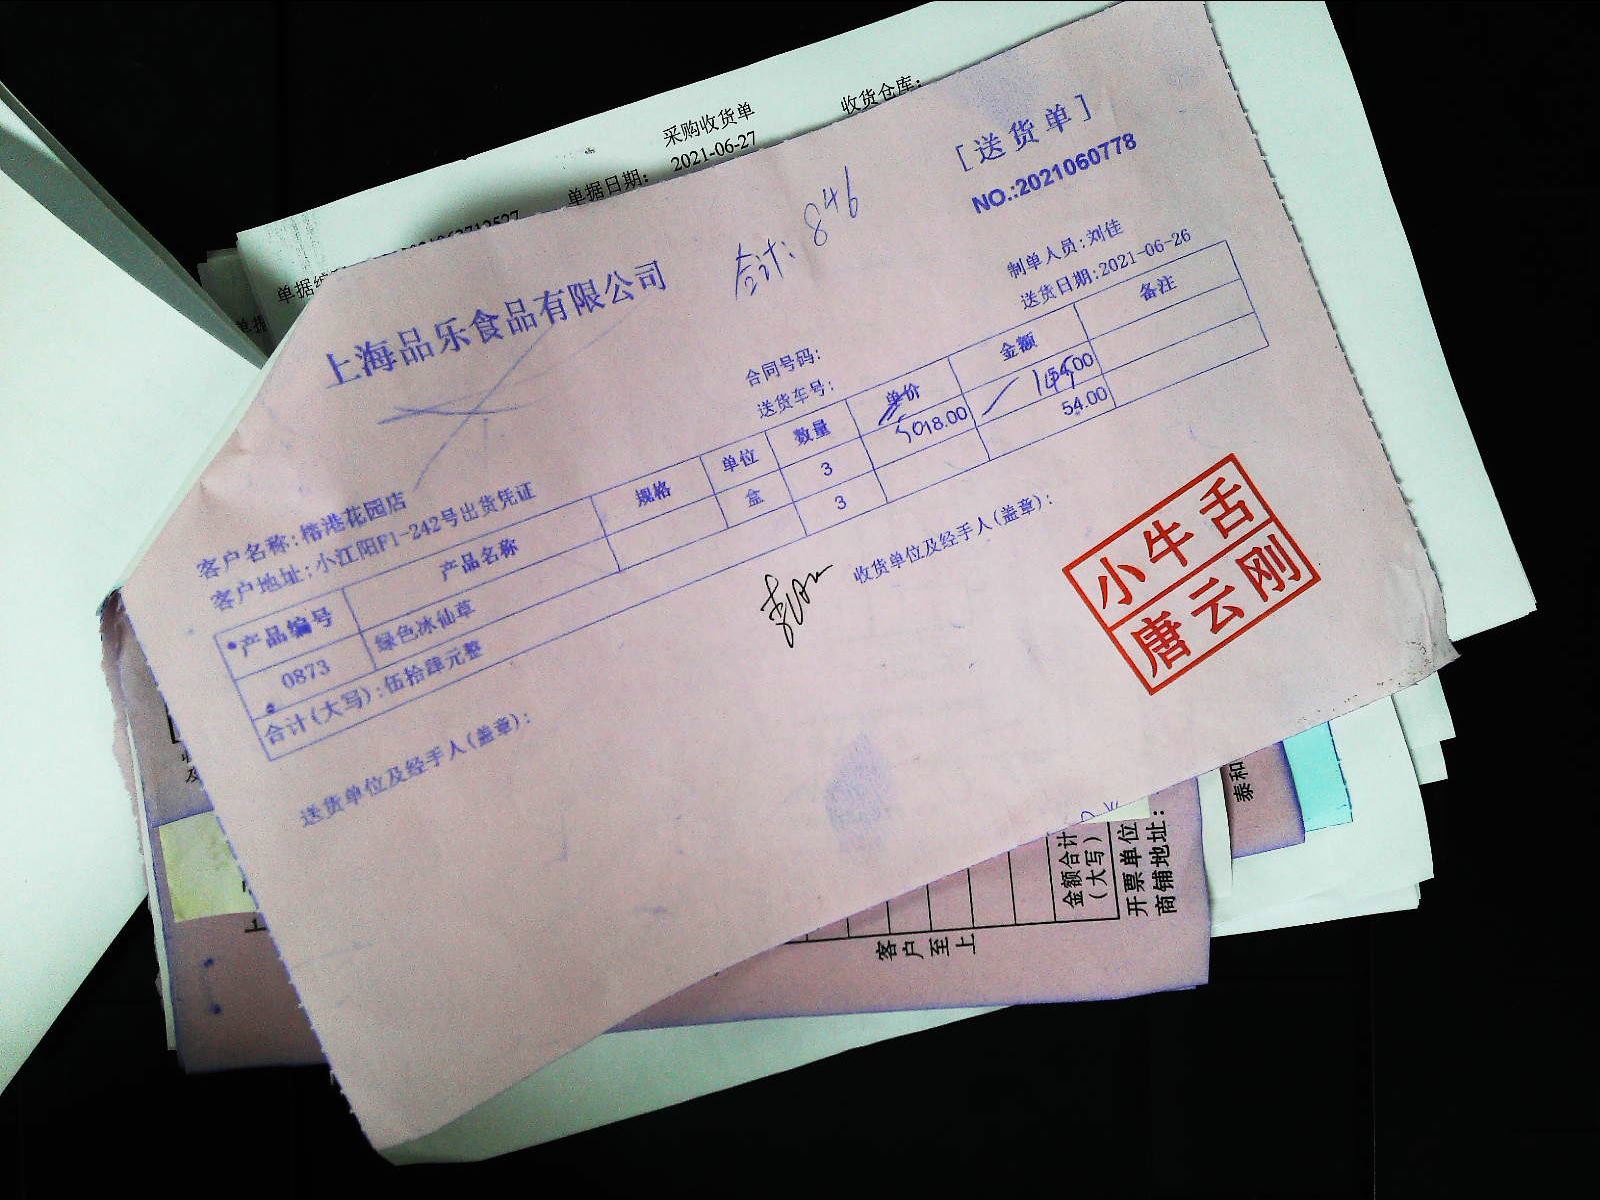 采购收货单
收货仓库:
单据日期: 2021-06-27
上海品乐食品有限公司
合计: 846
[送货单]
NO.:2021060778
制单人员:刘佳
送货日期:2021-06-26
合同号码:
送货车号:
客户名称:榕港花园店
客户地址:小江阳F1-242号出货凭证
产品编号 产品名称 规格 单位 数量 单价 金额 备注
0873 绿色冰仙草 盒 3 18.00
合计(大写):伍拾肆元整 3 54.00
送货单位及经手人(盖章):
收货单位及经手人(盖章):
小牛舌
唐云刚
金额合计
(大写)
开票单位
商铺地址:
客户至上
泰和